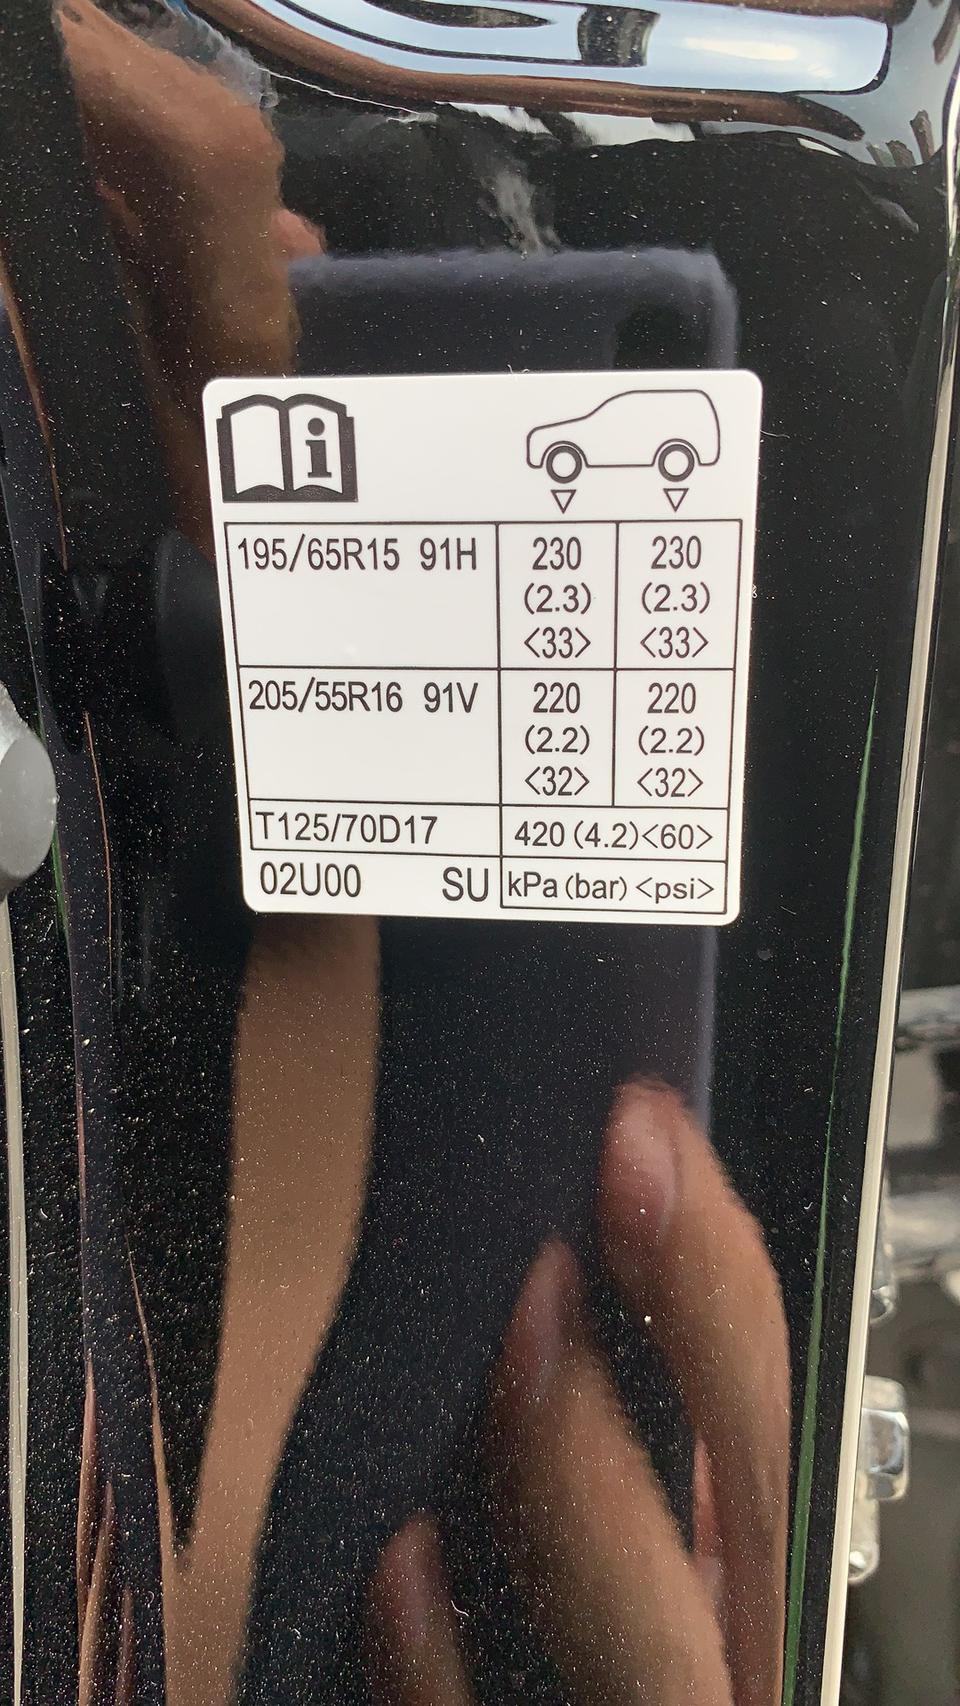 i
195/65R15 91H 230 230
(2.3) (2.3)
<33> <33>
205/55R16 91V 220 220
(2.2) (2.2)
<32> <32>
T125/70D17 420 (4.2)<60>
02U00 SU kPa (bar) <psi>